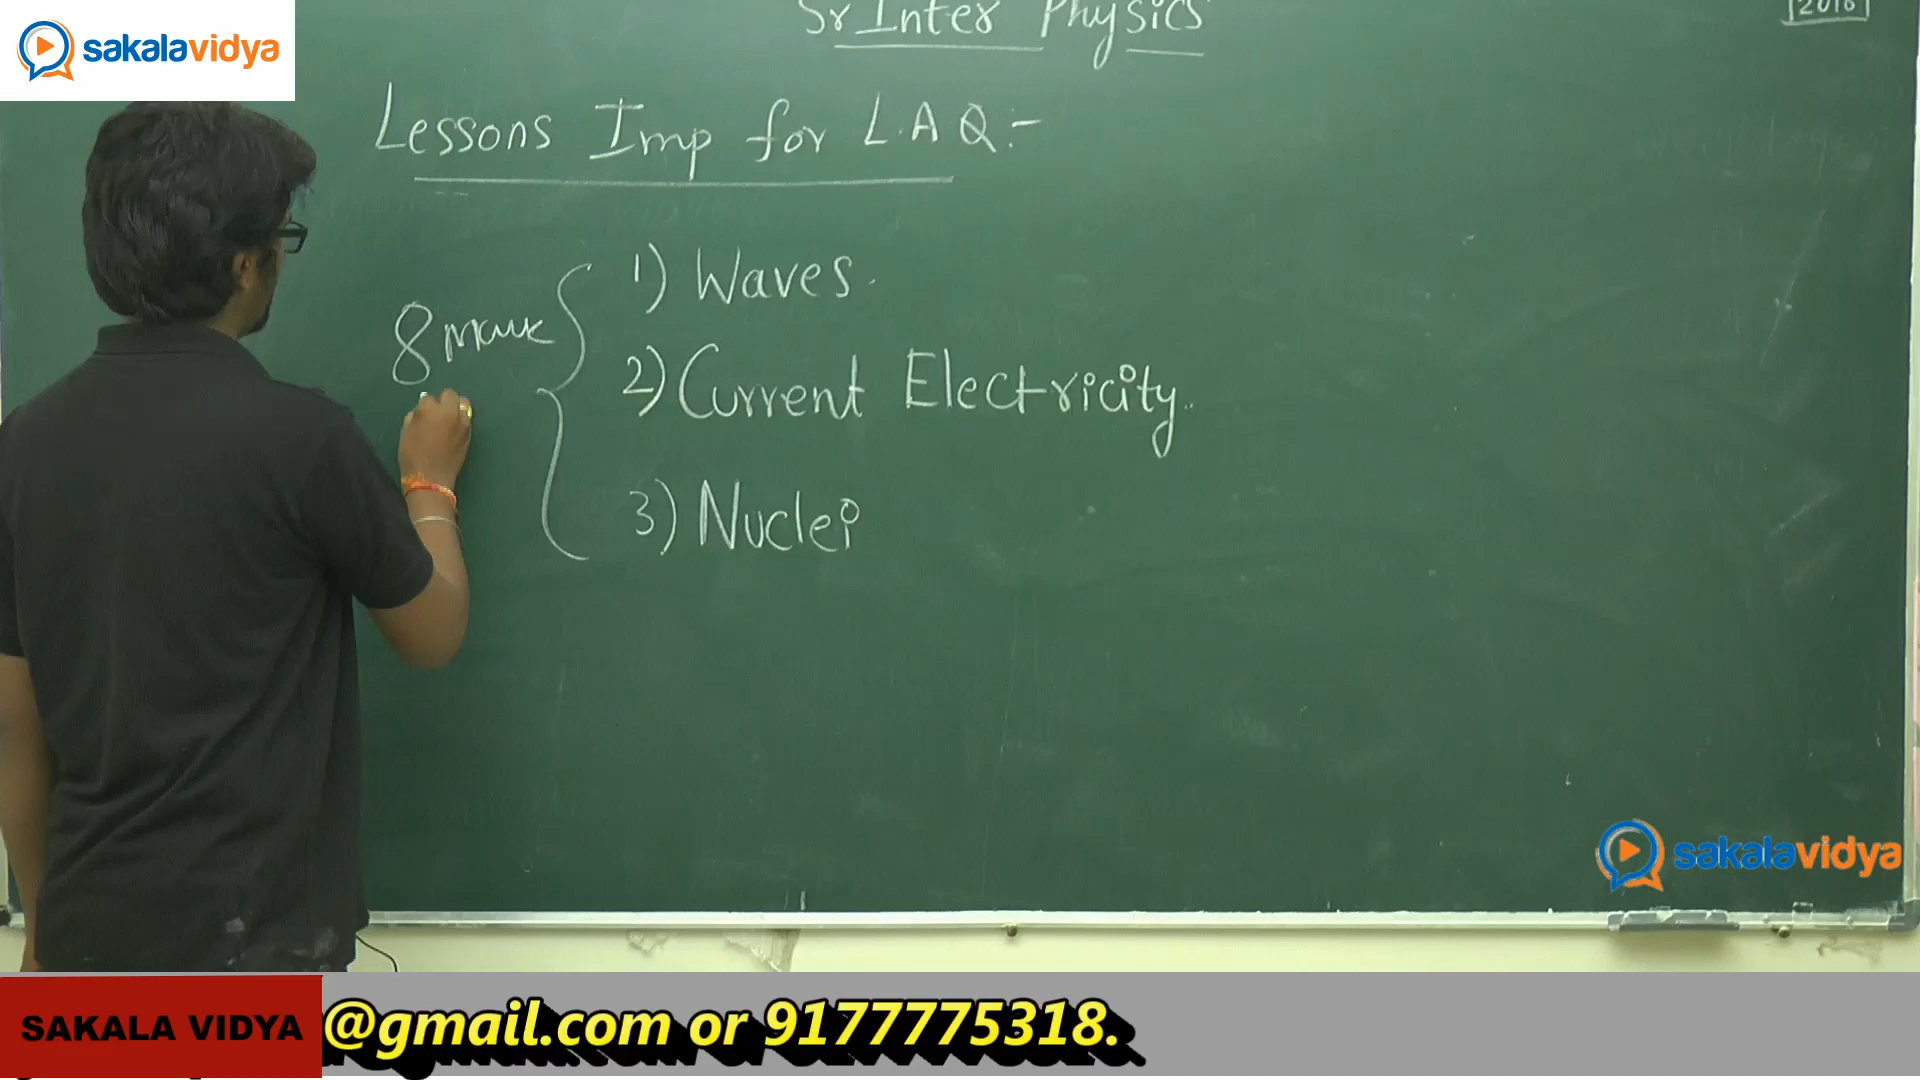 sakalavidya
Sr Inter Physics
2018
Lessons Imp for L.A.Q:-
8 mark
1) Waves.
2) Current Electricity.
3) Nuclei
sakalavidya
SAKALA VIDYA
@gmail.com or 9177775318.